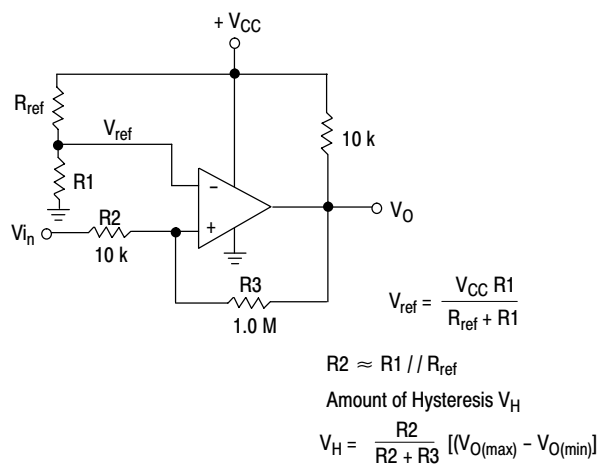 + VCC
Rref
Vref
10 k
R1
-
+
VO
Vin
R2
10 k
R3
1.0 M
Vref = VCC R1 / Rref + R1
R2 ≈ R1 / / Rref
Amount of Hysteresis VH
VH = R2 / R2 + R3 [(VO(max) – VO(min)]